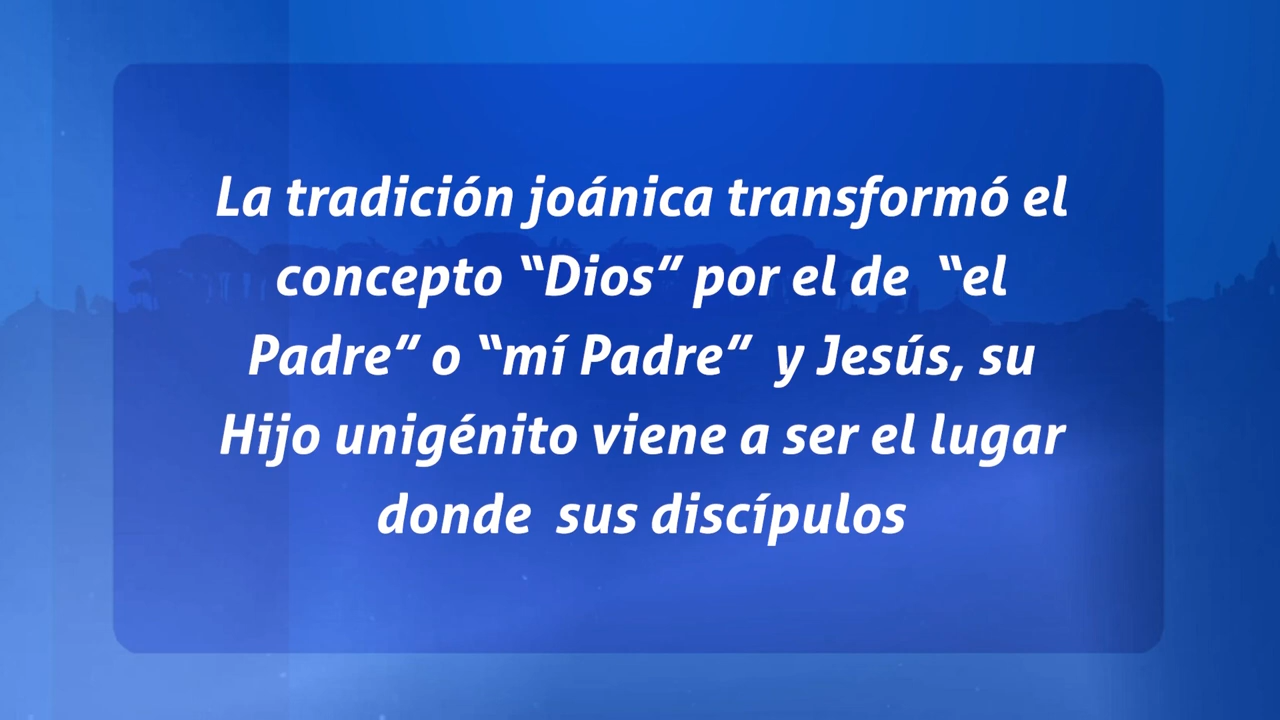 La tradición joánica transformó el
concepto “Dios” por el de  “el
Padre” o “mí Padre”  y Jesús, su
Hijo unigénito viene a ser el lugar
donde  sus discípulos